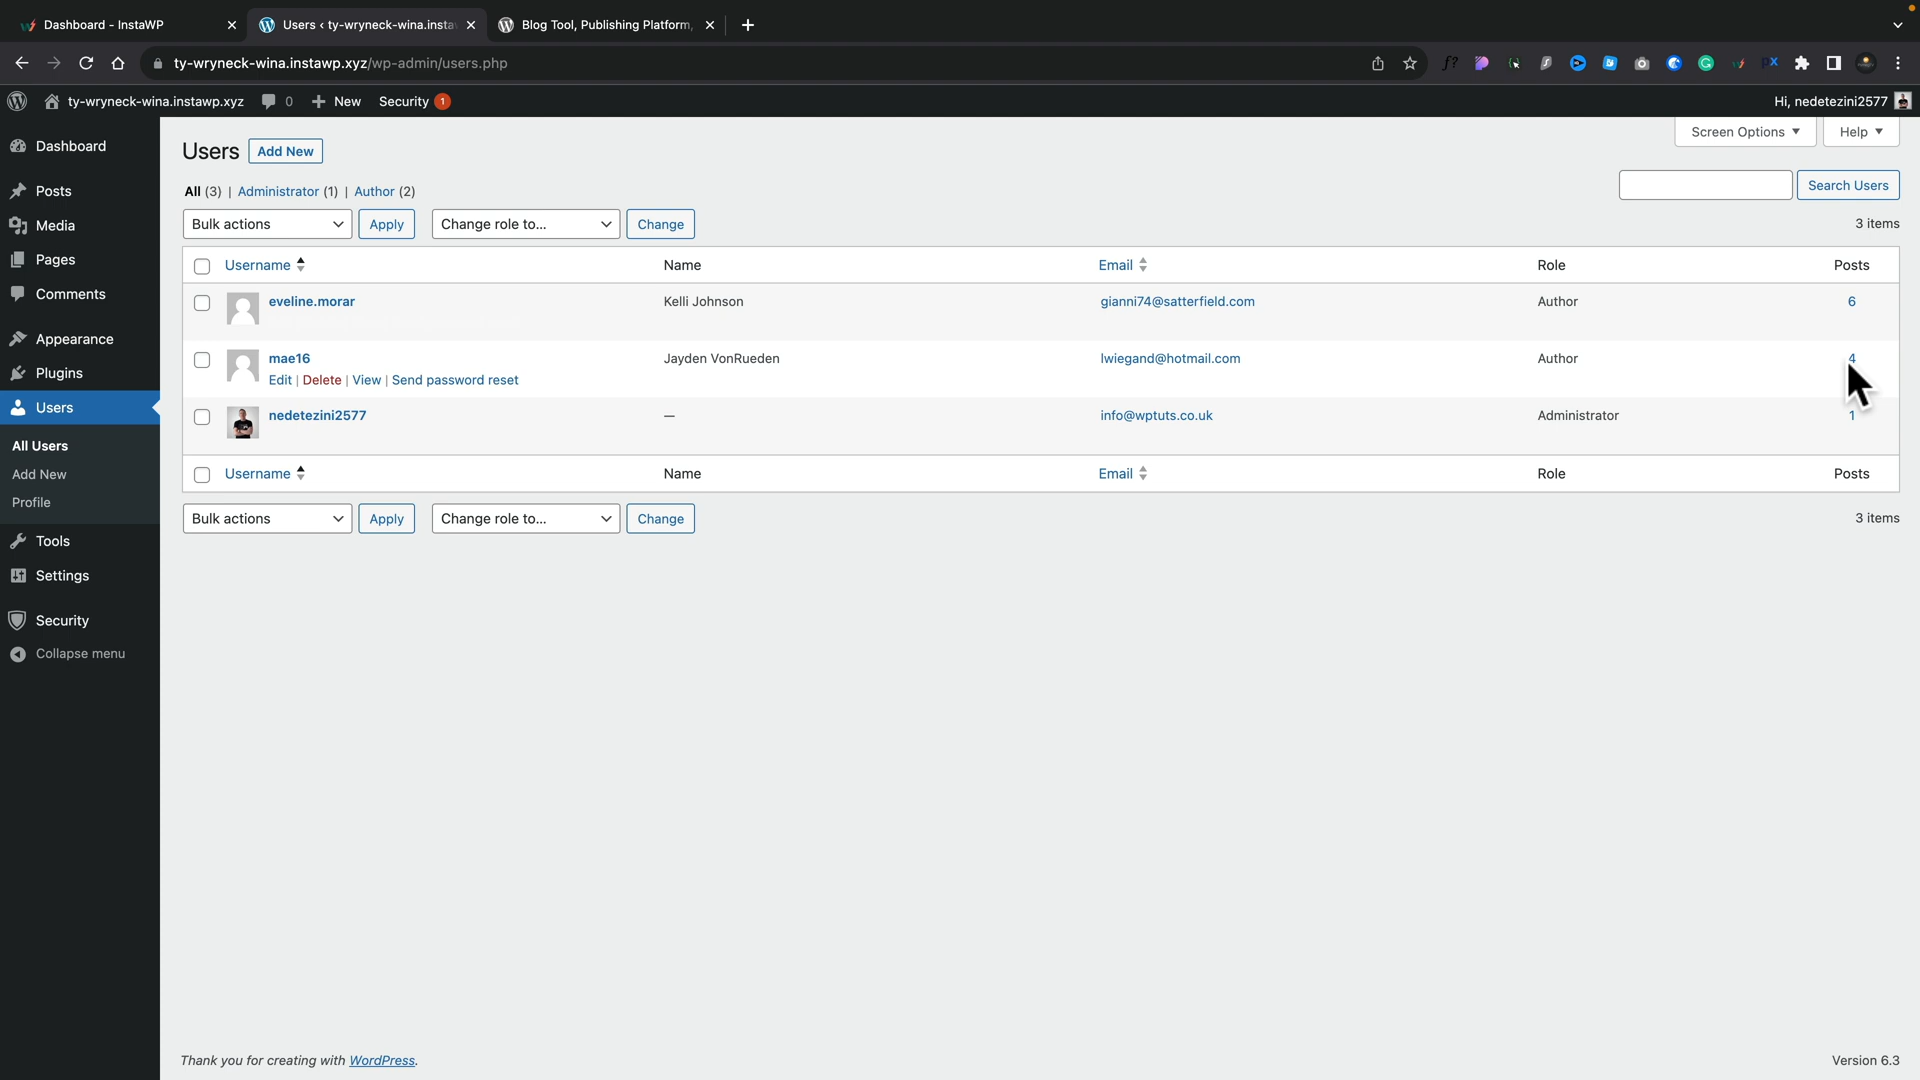 Dashboard - InstaWP
Users < ty-wryneck-wina.insta
Blog Tool, Publishing Platform,
ty-wryneck-wina.instawp.xyz/wp-admin/users.php
ty-wryneck-wina.instawp.xyz 0 New Security 1
Hi, nedetezini2577
Dashboard
Posts
Media
Pages
Comments
Appearance
Plugins
Users
All Users
Add New
Profile
Tools
Settings
Security
Collapse menu
Screen Options Help
Users Add New
All (3) | Administrator (1) | Author (2)
Search Users
Bulk actions Apply Change role to... Change 3 items
Username Name Email Role Posts
eveline.morar Kelli Johnson gianni74@satterfield.com Author 6
mae16 Jayden VonRueden lwiegand@hotmail.com Author 4
Edit | Delete | View | Send password reset
nedetezini2577 — info@wptuts.co.uk Administrator 1
Username Name Email Role Posts
Bulk actions Apply Change role to... Change 3 items
Thank you for creating with WordPress.
Version 6.3